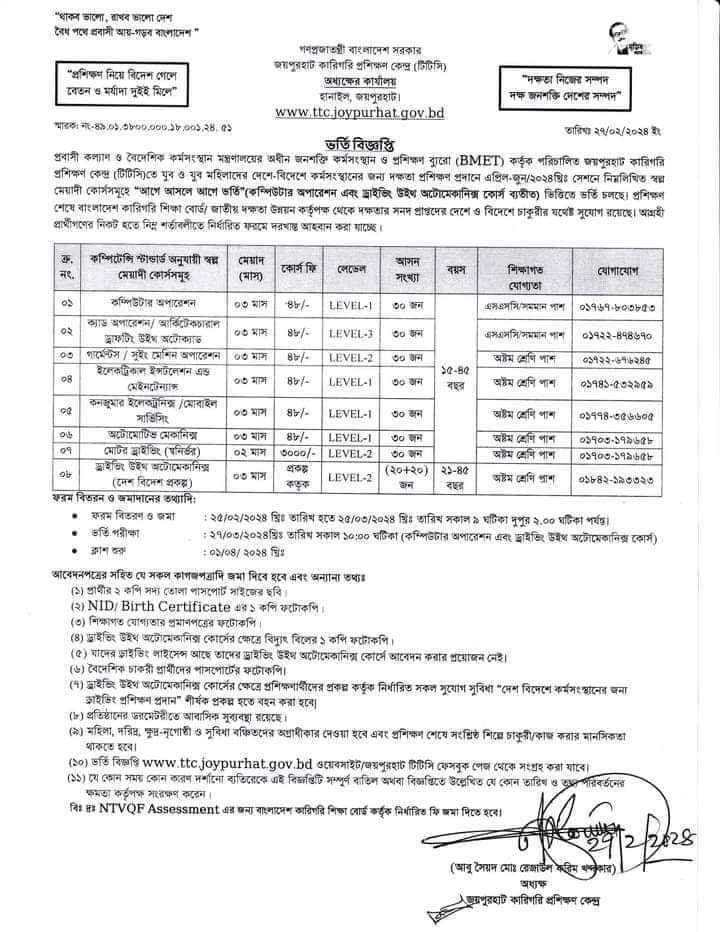 "থাকব ভালো, রাখব ভালো দেশ
বৈধ পথে প্রবাসী আয়-গড়ব বাংলাদেশ"
"প্রশিক্ষণ নিয়ে বিদেশ গেলে
বেতন ও মর্যাদা দুইই মিলে"
গণপ্রজাতন্ত্রী বাংলাদেশ সরকার
জয়পুরহাট কারিগরি প্রশিক্ষণ কেন্দ্র (টিটিসি)
অধ্যক্ষের কার্যালয়
হানাইল, জয়পুরহাট।
www.ttc.joypurhat.gov.bd
"দক্ষতা নিজের সম্পদ
দক্ষ জনশক্তি দেশের সম্পদ"
স্মারক: নং-৪৯.০১.৩৮০০.০০০.১৮.০০১.২৪. ৫১
তারিখঃ ২৭/০২/২০২৪ ইং
ভর্তি বিজ্ঞপ্তি
প্রবাসী কল্যাণ ও বৈদেশিক কর্মসংস্থান মন্ত্রণালয়ের অধীন জনশক্তি কর্মসংস্থান ও প্রশিক্ষণ ব্যুরো (BMET) কর্তৃক পরিচালিত জয়পুরহাট কারিগরি
প্রশিক্ষণ কেন্দ্র (টিটিসি)তে যুব ও যুব মহিলাদের দেশে-বিদেশে কর্মসংস্থানের জন্য দক্ষতা প্রশিক্ষণ প্রদানে এপ্রিল-জুন/২০২৪খ্রিঃ সেশনে নিম্নলিখিত স্বল্প
মেয়াদী কোর্সসমূহে "আগে আসলে আগে ভর্তি"(কম্পিউটার অপারেশন এবং ড্রাইভিং উইথ অটোমেকানিক্স কোর্স ব্যতীত) ভিত্তিতে ভর্তি চলছে। প্রশিক্ষণ
শেষে বাংলাদেশ কারিগরি শিক্ষা বোর্ড/ জাতীয় দক্ষতা উন্নয়ন কর্তৃপক্ষ থেকে দক্ষতার সনদ প্রাপ্তদের দেশে ও বিদেশে চাকুরীর যথেষ্ট সুযোগ রয়েছে। আগ্রহী
প্রার্থীগণের নিকট হতে নিম্ন শর্তাবলীতে নির্ধারিত ফরমে দরখাস্ত আহবান করা যাচ্ছে।
ক্র. নং. কম্পিটেন্সি স্টান্ডার্ড অনুযায়ী স্বল্প মেয়াদী কোর্সসমূহ মেয়াদ (মাস) কোর্স ফি লেভেল আসন সংখ্যা বয়স শিক্ষাগত যোগ্যতা যোগাযোগ
০১ কম্পিউটার অপারেশন ০৩ মাস ৪৮/- LEVEL-1 ৩০ জন এসএসসি/সমমান পাশ ০১৭৬৭-৮০৩৮৫৩
০২ ক্যাড অপারেশন/ আর্কিটেকচারাল ড্রাফটিং উইথ অটোক্যাড ০৩ মাস ৪৮/- LEVEL-3 ৩০ জন এসএসসি/সমমান পাশ ০১৭২২-৪৭৪৬৭০
০৩ গার্মেন্টস / সুইং মেশিন অপারেশন ০৩ মাস ৪৮/- LEVEL-2 ৩০ জন অষ্টম শ্রেণি পাশ ০১৭২২-৬৭৬২৪৫
০৪ ইলেকট্রিকাল ইন্সটলেশন এন্ড মেইনটেন্যান্স ০৩ মাস ৪৮/- LEVEL-1 ৩০ জন ১৫-৪৫ বছর অষ্টম শ্রেণি পাশ ০১৭৪১-৫৩২৯৫৯
০৫ কনজুমার ইলেকট্রনিক্স /মোবাইল সার্ভিসিং ০৩ মাস ৪৮/- LEVEL-1 ৩০ জন অষ্টম শ্রেণি পাশ ০১৭৭৪-৩৫৬৬০৫
০৬ অটোমোটিভ মেকানিক্স ০৩ মাস ৪৮/- LEVEL-1 ৩০ জন অষ্টম শ্রেণি পাশ ০১৭০৩-১৭৯৬৫৮
০৭ মোটর ড্রাইভিং (স্বনির্ভর) ০২ মাস ৩০০০/- LEVEL-2 ৩০ জন অষ্টম শ্রেণি পাশ ০১৭০৩-১৭৯৬৫৮
০৮ ড্রাইভিং উইথ অটোমেকানিক্স (দেশ বিদেশ প্রকল্প) ০৩ মাস প্রকল্প কতৃক LEVEL-2 (২০+২০) জন ২১-৪৫ বছর অষ্টম শ্রেণি পাশ ০১৮৪২-১৯৩৩২৩
ফরম বিতরন ও জমাদানের তথ্যাদি:
• ফরম বিতরণ ও জমা : ২৫/০২/২০২৪ খ্রিঃ তারিখ হতে ২৫/০৩/২০২৪ খ্রিঃ তারিখ সকাল ৯ ঘটিকা দুপুর ২.০০ ঘটিকা পর্যন্ত।
• ভর্তি পরীক্ষা : ২৭/০৩/২০২৪খ্রিঃ তারিখ সকাল ১০:০০ ঘটিকা (কম্পিউটার অপারেশন এবং ড্রাইভিং উইথ অটোমেকানিক্স কোর্স)
• ক্লাশ শুরু : ০১/০৪/ ২০২৪ খ্রিঃ
আবেদনপত্রের সহিত যে সকল কাগজপত্রাদি জমা দিবে হবে এবং অন্যান্য তথ্যঃ
(১) প্রার্থীর ২ কপি সদ্য তোলা পাসপোর্ট সাইজের ছবি।
(২) NID/ Birth Certificate এর ১ কপি ফটোকপি।
(৩) শিক্ষাগত যোগ্যতার প্রমাণপত্রের ফটোকপি।
(৪) ড্রাইভিং উইথ অটোমেকানিক্স কোর্সের ক্ষেত্রে বিদ্যুৎ বিলের ১ কপি ফটোকপি।
(৫) যাদের ড্রাইভিং লাইসেন্স আছে তাদের ড্রাইভিং উইথ অটোমেকানিক্স কোর্সে আবেদন করার প্রয়োজন নেই।
(৬) বৈদেশিক চাকরী প্রার্থীদের পাসপোর্টের ফটোকপি।
(৭) ড্রাইভিং উইথ অটোমেকানিক্স কোর্সের ক্ষেত্রে প্রশিক্ষণার্থীদের প্রকল্প কর্তৃক নির্ধারিত সকল সুযোগ সুবিধা "দেশ বিদেশে কর্মসংস্থানের জন্য
ড্রাইভিং প্রশিক্ষণ প্রদান" শীর্ষক প্রকল্প হতে বহন করা হবে।
(৮) প্রতিষ্ঠানের ডরমেটরীতে আবাসিক সুব্যবস্থা রয়েছে।
(৯) মহিলা, দরিদ্র, ক্ষুদ্র-নৃগোষ্ঠী ও সুবিধা বঞ্চিতদের অগ্রাধীকার দেওয়া হবে এবং প্রশিক্ষণ শেষে সংশ্লিষ্ট শিল্পে চাকুরী/কাজ করার মানসিকতা
থাকতে হবে।
(১০) ভর্তি বিজ্ঞপ্তি www.ttc.joypurhat.gov.bd ওয়েবসাইট/জয়পুরহাট টিটিসি ফেসবুক পেজ থেকে সংগ্রহ করা যাবে।
(১১) যে কোন সময় কোন কারণ দর্শানো ব্যতিরেকে এই বিজ্ঞপ্তিটি সম্পুর্ণ বাতিল অথবা বিজ্ঞপ্তিতে উল্লেখিত যে কোন তারিখ ও তথ্য পরিবর্তনের
ক্ষমতা কর্তৃপক্ষ সংরক্ষণ করেন।
বিঃ দ্রঃ NTVQF Assessment এর জন্য বাংলাদেশ কারিগরি শিক্ষা বোর্ড কর্তৃক নির্ধারিত ফি জমা দিতে হবে।
27/2/2024
(আবু সৈয়দ মোঃ রেজাউল করিম খন্দকার)
অধ্যক্ষ
জয়পুরহাট কারিগরি প্রশিক্ষণ কেন্দ্র